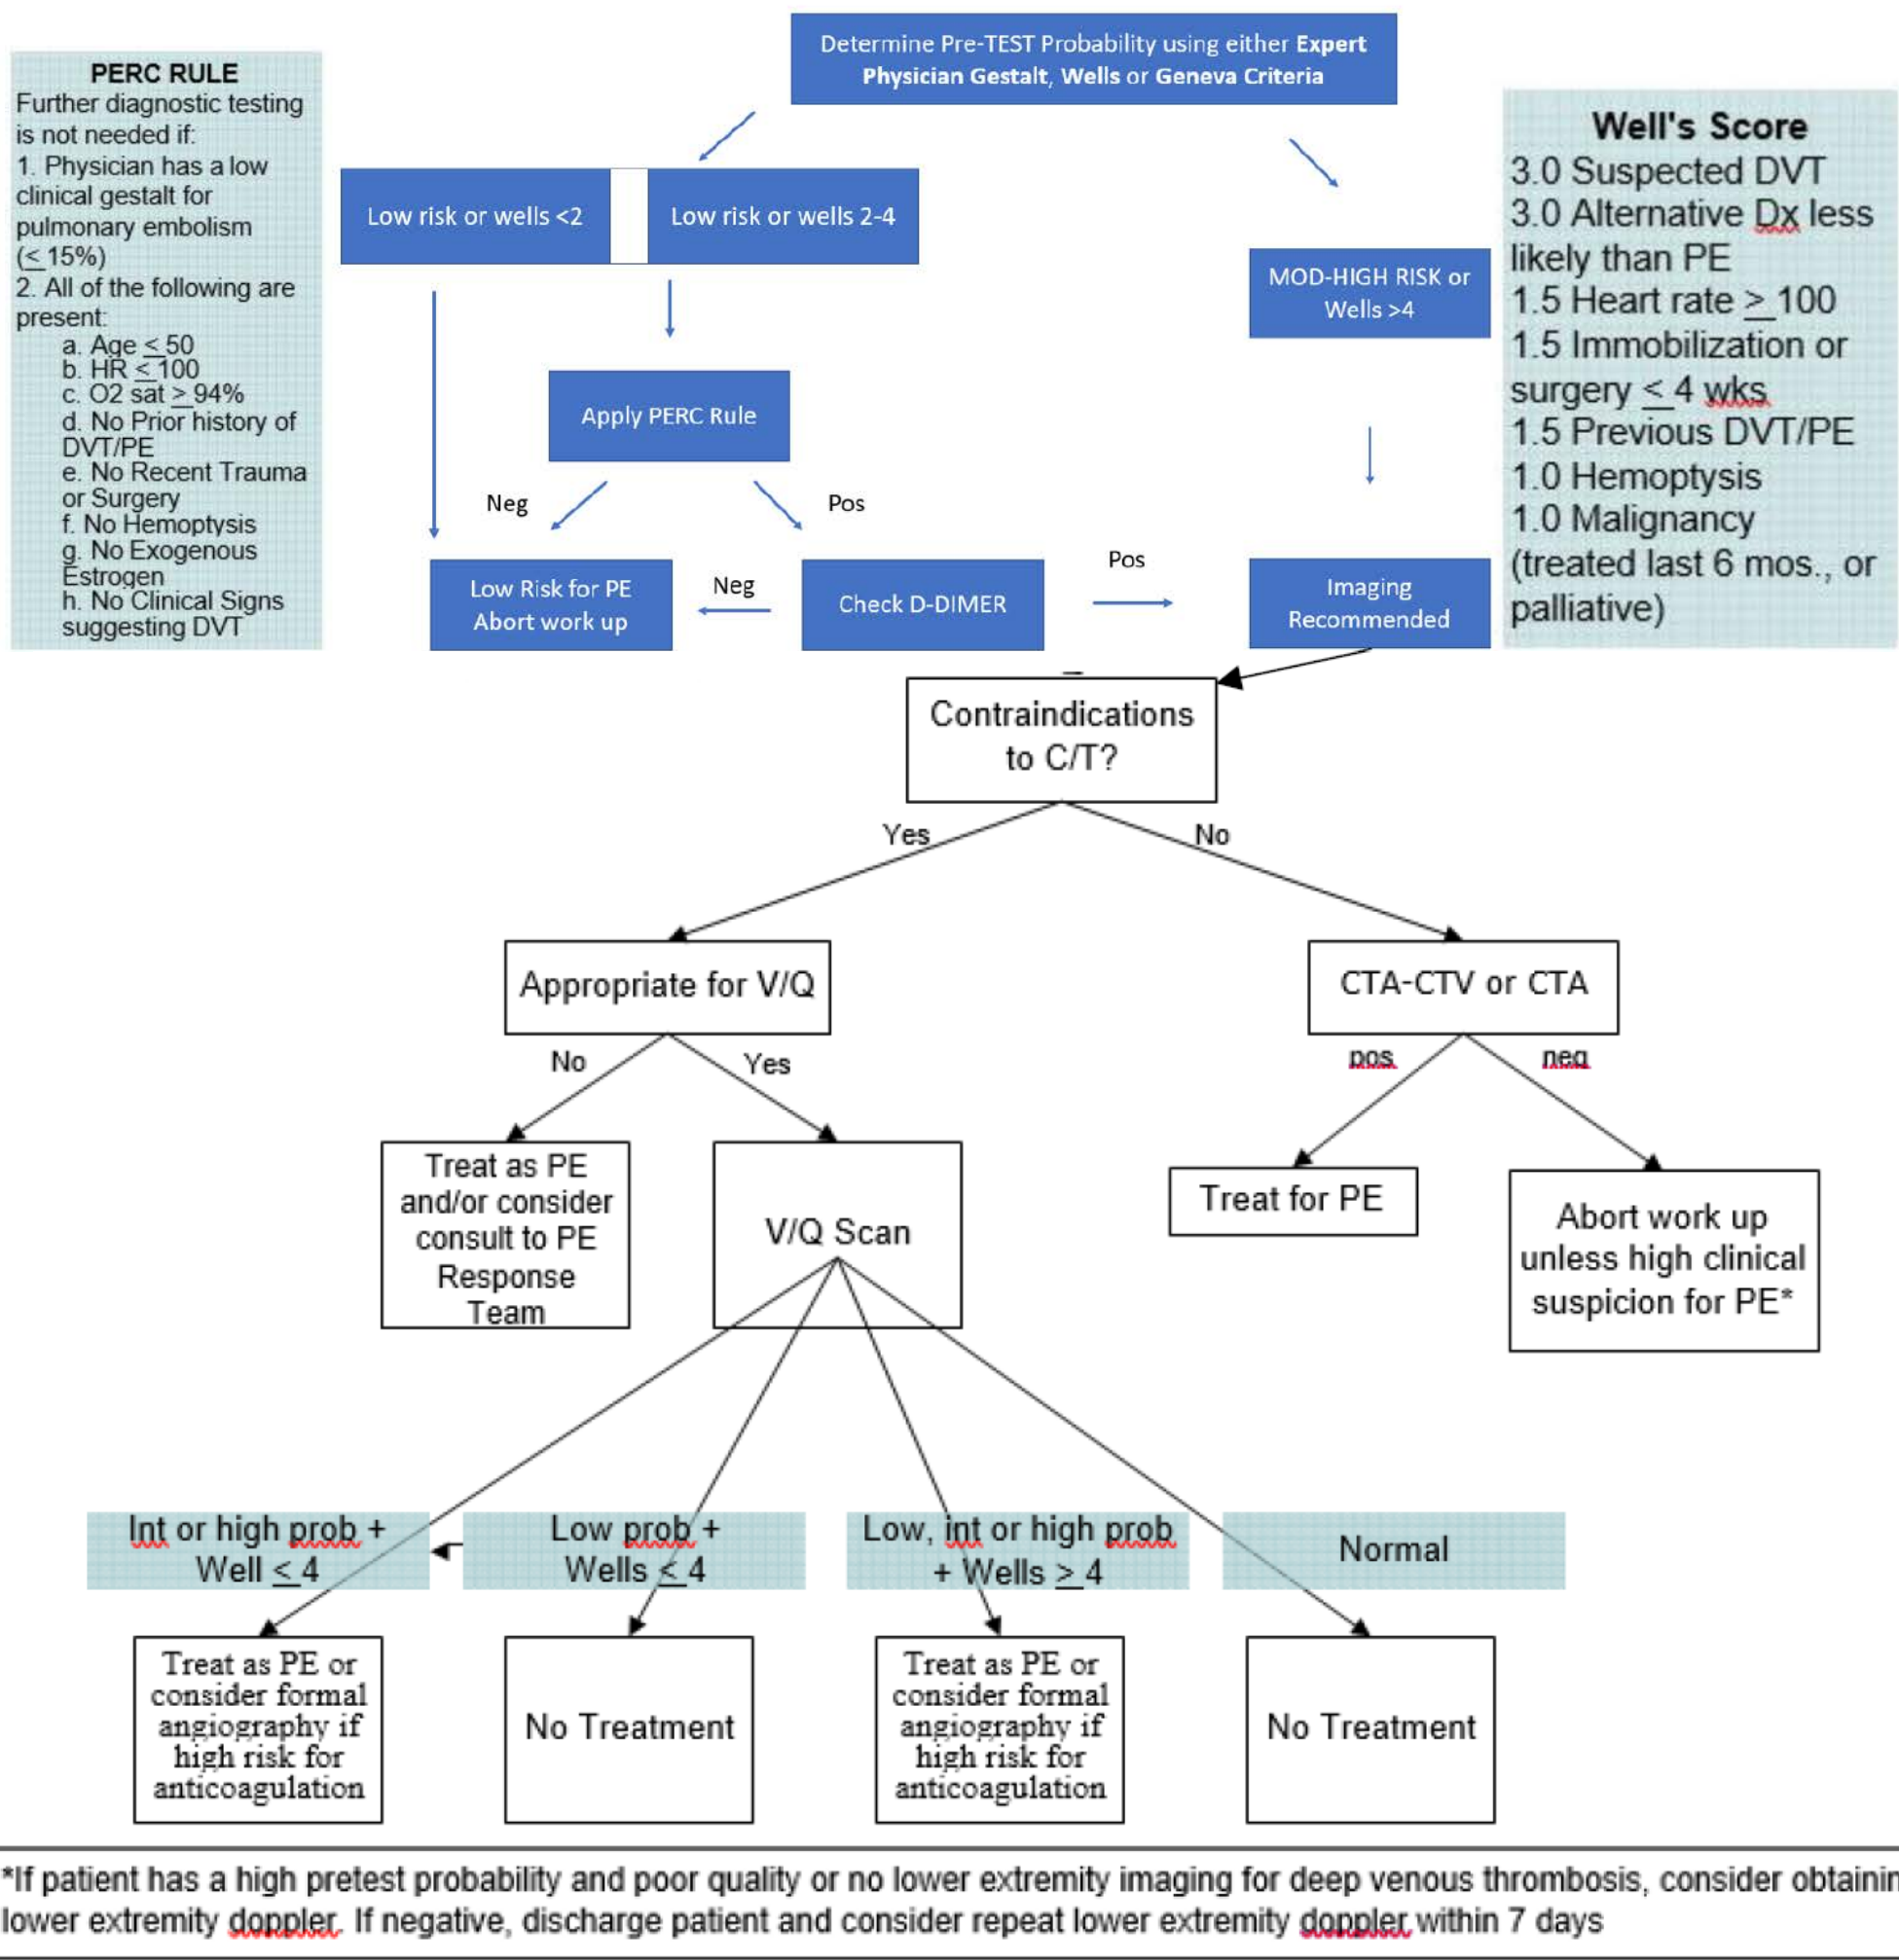 Determine Pre-TEST Probability using either Expert
Physician Gestalt, Wells or Geneva Criteria
PERC RULE
Further diagnostic testing
is not needed if:
1. Physician has a low
clinical gestalt for
pulmonary embolism
(≤ 15%)
2. All of the following are
present:
a. Age ≤ 50
b. HR ≤ 100
c. O2 sat ≥ 94%
d. No Prior history of
DVT/PE
e. No Recent Trauma
or Surgery
f. No Hemoptysis
g. No Exogenous
Estrogen
h. No Clinical Signs
suggesting DVT
Low risk or wells <2
Low risk or wells 2-4
MOD-HIGH RISK or
Wells >4
Well's Score
3.0 Suspected DVT
3.0 Alternative Dx less
likely than PE
1.5 Heart rate ≥ 100
1.5 Immobilization or
surgery ≤ 4 wks
1.5 Previous DVT/PE
1.0 Hemoptysis
1.0 Malignancy
(treated last 6 mos., or
palliative)
Apply PERC Rule
Neg
Pos
Low Risk for PE
Abort work up
Neg
Check D-DIMER
Pos
Imaging
Recommended
Contraindications
to C/T?
Yes
No
Appropriate for V/Q
CTA-CTV or CTA
No
Yes
pos
neg
Treat as PE
and/or consider
consult to PE
Response
Team
V/Q Scan
Treat for PE
Abort work up
unless high clinical
suspicion for PE*
Int or high prob +
Well ≤ 4
Low prob +
Wells ≤ 4
Low, int or high prob
+ Wells ≥ 4
Normal
Treat as PE or
consider formal
angiography if
high risk for
anticoagulation
No Treatment
Treat as PE or
consider formal
angiography if
high risk for
anticoagulation
No Treatment
*If patient has a high pretest probability and poor quality or no lower extremity imaging for deep venous thrombosis, consider obtainin
lower extremity doppler. If negative, discharge patient and consider repeat lower extremity doppler within 7 days